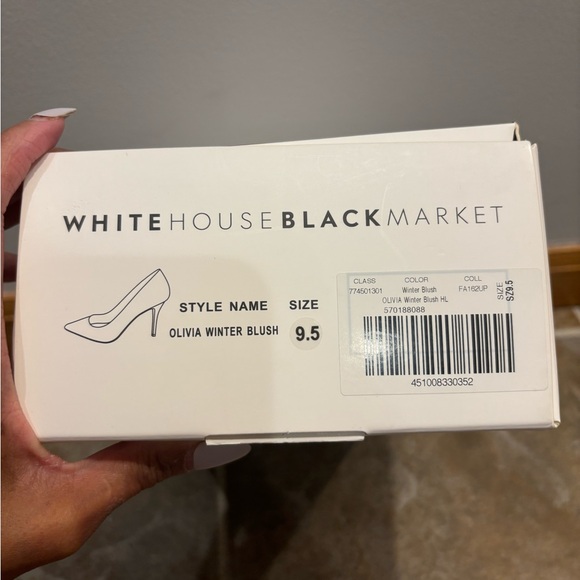 WHITEHOUSEBLACKMARKET
STYLE NAME SIZE
OLIVIA WINTER BLUSH 9.5
CLASS COLOR COLL
774501301 Winter Blush FA162UP
OLIVIA Winter Blush HL
570188088
SIZE
SZ9.5
451008330352